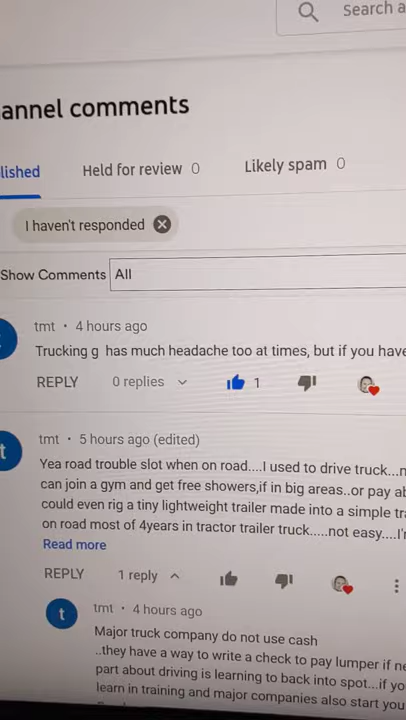 Search a
annel comments
lished
Held for review 0
Likely spam 0
I haven't responded
Show Comments All
tmt • 4 hours ago
Trucking g has much headache too at times, but if you have
REPLY 0 replies 1
t
tmt • 5 hours ago (edited)
Yea road trouble slot when on road....I used to drive truck...
can join a gym and get free showers,if in big areas..or pay
could even rig a tiny lightweight trailer made into a simple
on road most of 4years in tractor trailer truck.....not easy....I'
Read more
REPLY 1 reply
t
tmt • 4 hours ago
Major truck company do not use cash
..they have a way to write a check to pay lumper if
part about driving is learning to back into spot...if
learn in training and major companies also start you